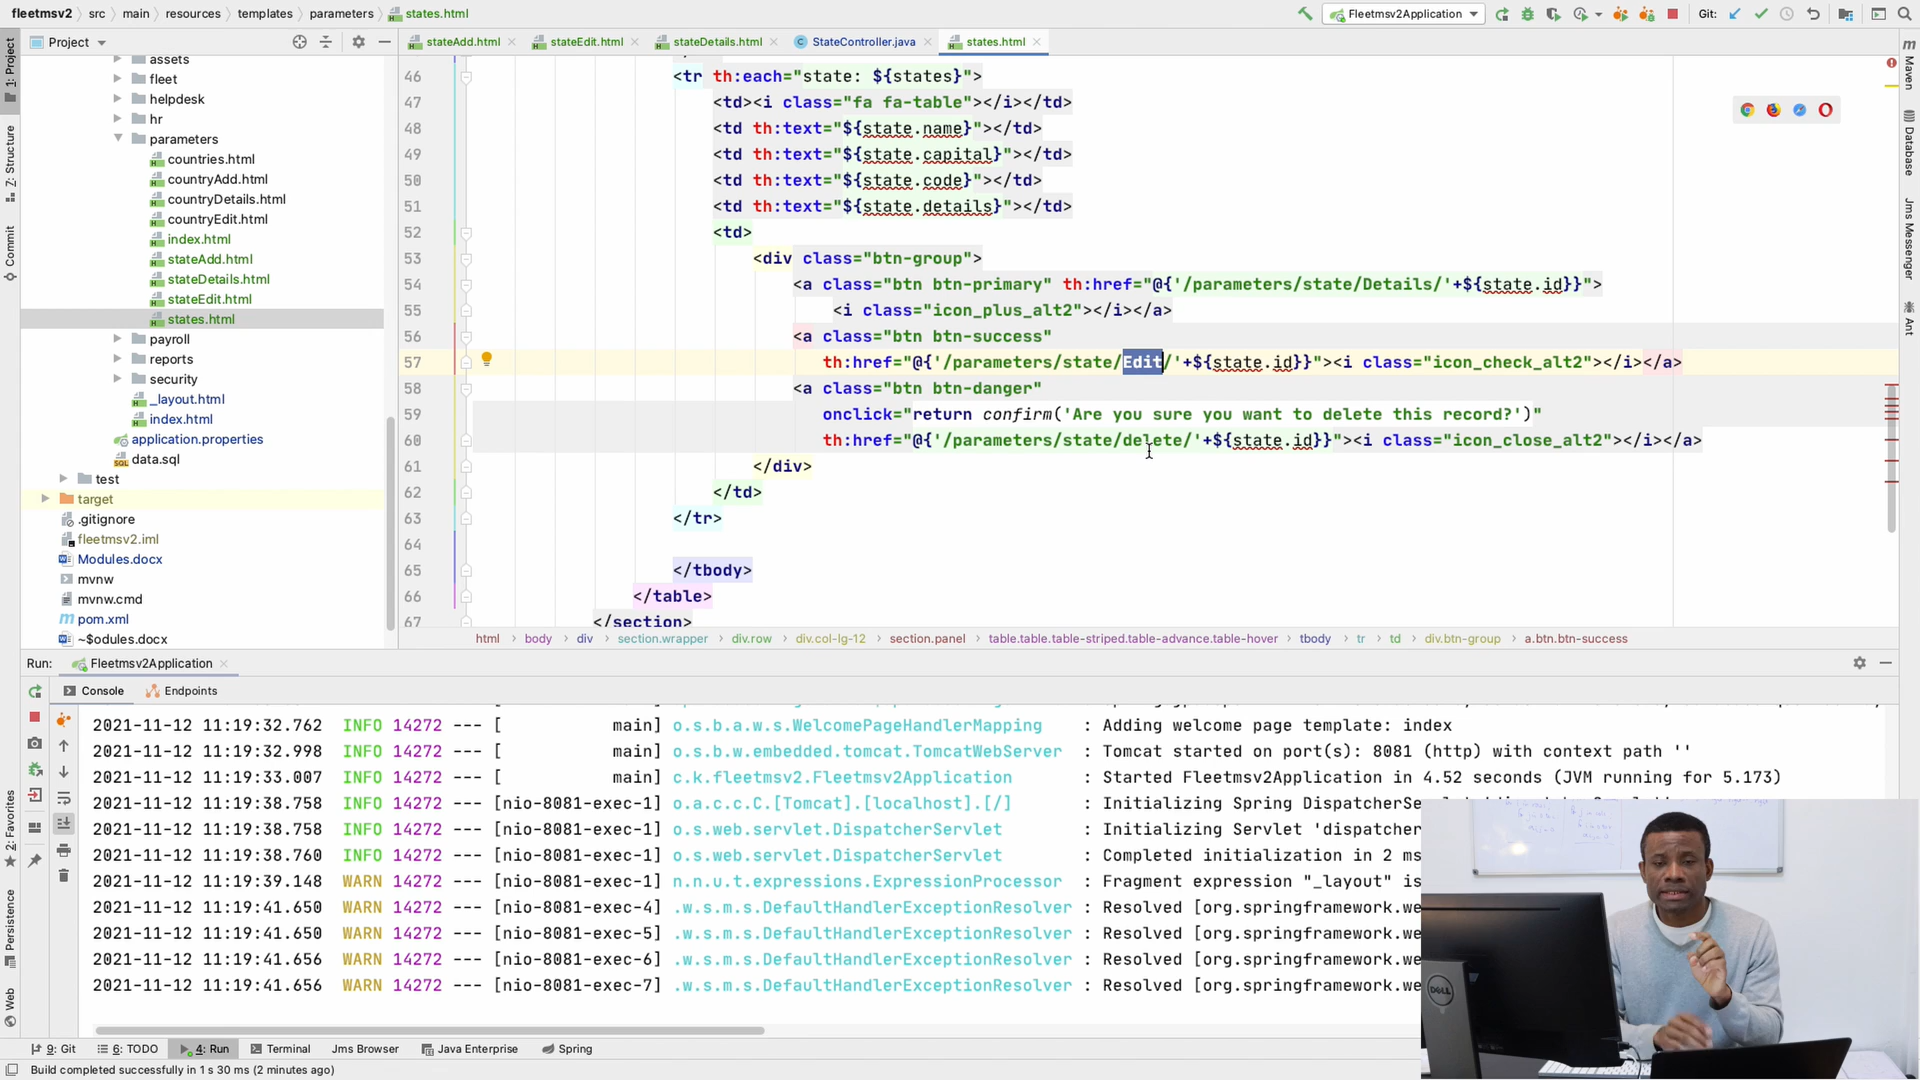 fleetmsv2 > src > main > resources > templates > parameters > states.html
Fleetmsv2Application
Git:
Project
stateAdd.html
stateEdit.html
stateDetails.html
StateController.java
states.html
assets
fleet
helpdesk
hr
parameters
countries.html
countryAdd.html
countryDetails.html
countryEdit.html
index.html
stateAdd.html
stateDetails.html
stateEdit.html
states.html
payroll
reports
security
_layout.html
index.html
application.properties
data.sql
test
target
.gitignore
fleetmsv2.iml
Modules.docx
mvnw
mvnw.cmd
pom.xml
~$odules.docx
46 <tr th:each="state: ${states}">
47 <td><i class="fa fa-table"></i></td>
48 <td th:text="${state.name}"></td>
49 <td th:text="${state.capital}"></td>
50 <td th:text="${state.code}"></td>
51 <td th:text="${state.details}"></td>
52 <td>
53 <div class="btn-group">
54 <a class="btn btn-primary" th:href="@{'/parameters/state/Details/'+${state.id}}">
55 <i class="icon_plus_alt2"></i></a>
56 <a class="btn btn-success"
57 th:href="@{'/parameters/state/Edit/'+${state.id}}"><i class="icon_check_alt2"></i></a>
58 <a class="btn btn-danger"
59 onclick="return confirm('Are you sure you want to delete this record?')"
60 th:href="@{'/parameters/state/delete/'+${state.id}}"><i class="icon_close_alt2"></i></a>
61 </div>
62 </td>
63 </tr>
64
65 </tbody>
66 </table>
67 </section>
html > body > div > section.wrapper > div.row > div.col-lg-12 > section.panel > table.table.table-striped.table-advance.table-hover > tbody > tr > td > div.btn-group > a.btn.btn-success
1: Project
Z: Structure
Commit
2: Favorites
Persistence
Web
Maven
Database
Jms Messenger
Ant
Run: Fleetmsv2Application
Console
Endpoints
2021-11-12 11:19:32.762 INFO 14272 --- [ main] o.s.b.a.w.s.WelcomePageHandlerMapping : Adding welcome page template: index
2021-11-12 11:19:32.998 INFO 14272 --- [ main] o.s.b.w.embedded.tomcat.TomcatWebServer : Tomcat started on port(s): 8081 (http) with context path ''
2021-11-12 11:19:33.007 INFO 14272 --- [ main] c.k.fleetmsv2.Fleetmsv2Application : Started Fleetmsv2Application in 4.52 seconds (JVM running for 5.173)
2021-11-12 11:19:38.758 INFO 14272 --- [nio-8081-exec-1] o.a.c.c.C.[Tomcat].[localhost].[/] : Initializing Spring DispatcherSer
2021-11-12 11:19:38.758 INFO 14272 --- [nio-8081-exec-1] o.s.web.servlet.DispatcherServlet : Initializing Servlet 'dispatcher
2021-11-12 11:19:38.760 INFO 14272 --- [nio-8081-exec-1] o.s.web.servlet.DispatcherServlet : Completed initialization in 2 ms
2021-11-12 11:19:39.148 WARN 14272 --- [nio-8081-exec-1] n.n.u.t.expressions.ExpressionProcessor : Fragment expression "_layout" is
2021-11-12 11:19:41.650 WARN 14272 --- [nio-8081-exec-4] .w.s.m.s.DefaultHandlerExceptionResolver : Resolved [org.springframework.we
2021-11-12 11:19:41.650 WARN 14272 --- [nio-8081-exec-5] .w.s.m.s.DefaultHandlerExceptionResolver : Resolved [org.springframework.we
2021-11-12 11:19:41.656 WARN 14272 --- [nio-8081-exec-6] .w.s.m.s.DefaultHandlerExceptionResolver : Resolved [org.springframework.we
2021-11-12 11:19:41.656 WARN 14272 --- [nio-8081-exec-7] .w.s.m.s.DefaultHandlerExceptionResolver : Resolved [org.springframework.we
DELL
9: Git
6: TODO
4: Run
Terminal
Jms Browser
Java Enterprise
Spring
Build completed successfully in 1 s 30 ms (2 minutes ago)